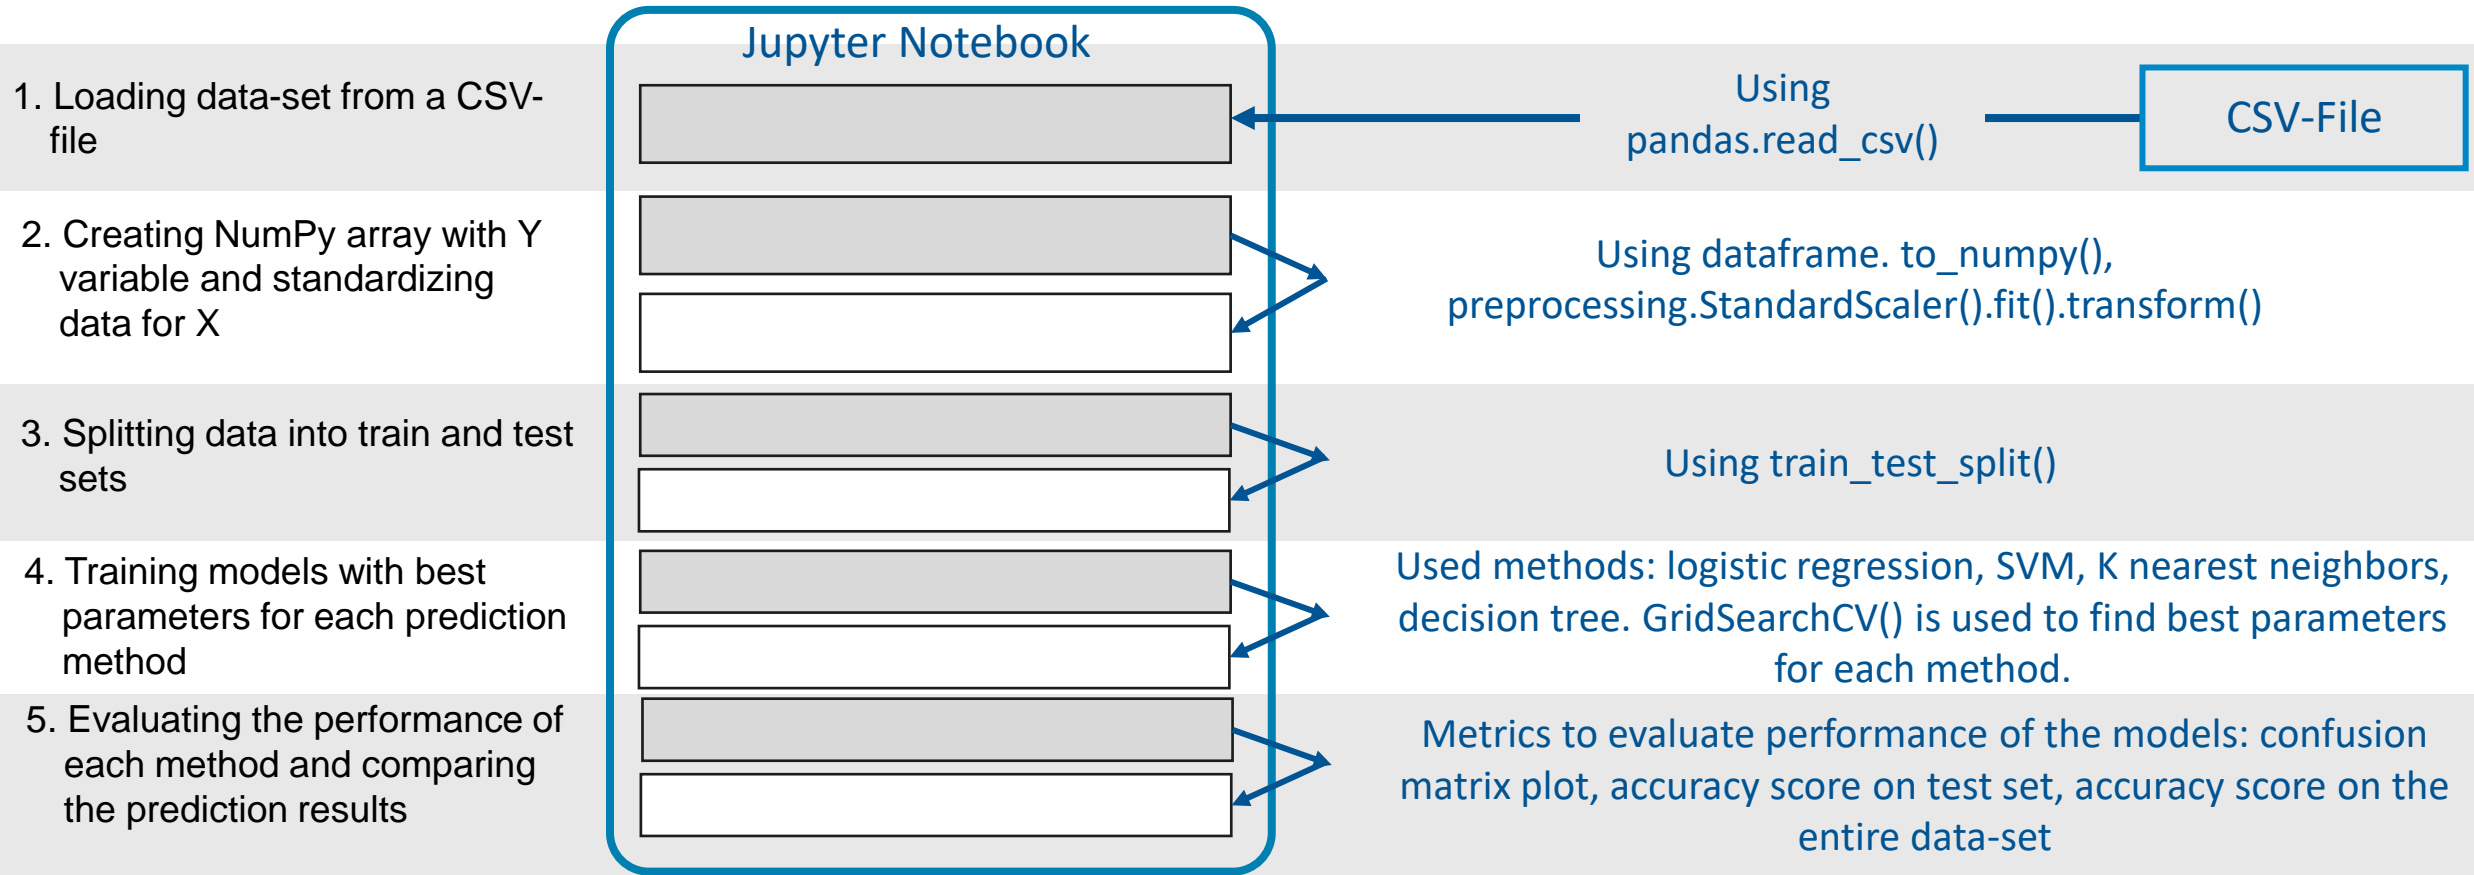 Jupyter Notebook
1. Loading data-set from a CSV-
file
Using
pandas.read_csv()
CSV-File
2. Creating NumPy array with Y
variable and standardizing
data for X
Using dataframe. to_numpy(),
preprocessing.StandardScaler().fit().transform()
3. Splitting data into train and test
sets
Using train_test_split()
4. Training models with best
parameters for each prediction
method
Used methods: logistic regression, SVM, K nearest neighbors,
decision tree. GridSearchCV() is used to find best parameters
for each method.
5. Evaluating the performance of
each method and comparing
the prediction results
Metrics to evaluate performance of the models: confusion
matrix plot, accuracy score on test set, accuracy score on the
entire data-set